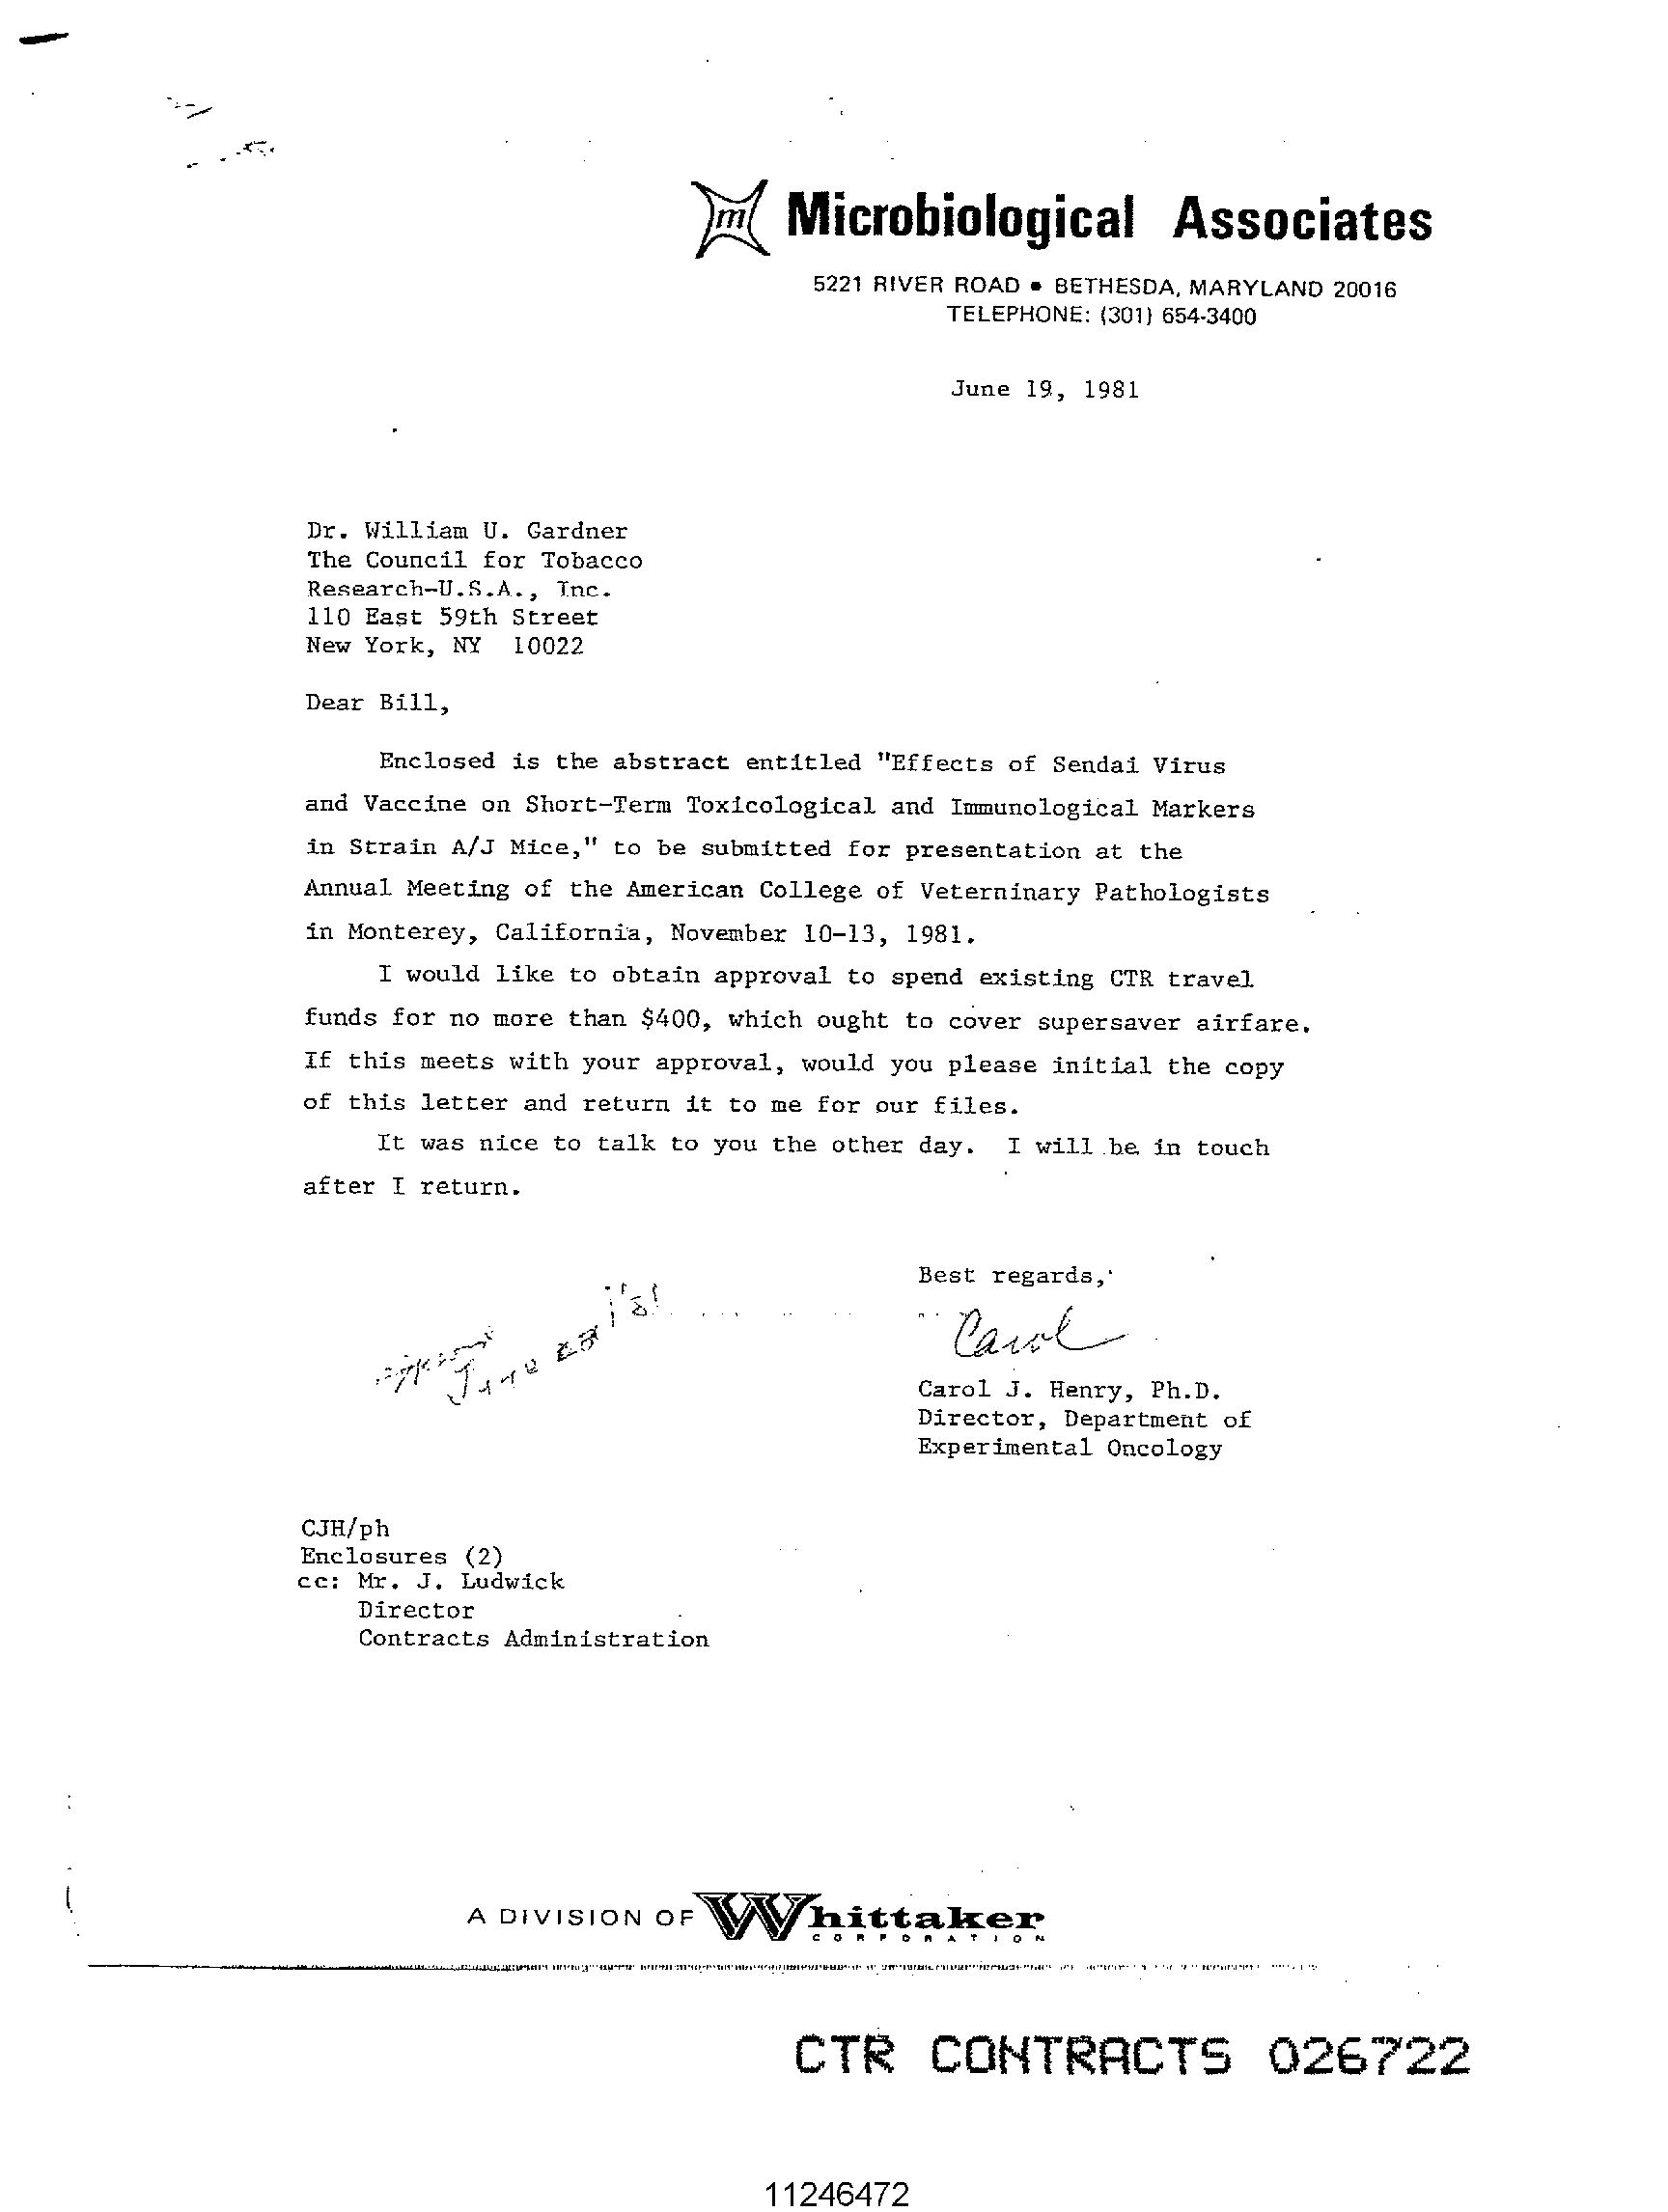 m Microbiological Associates
5221 RIVER ROAD • BETHESDA, MARYLAND 20016
TELEPHONE: (301) 654-3400
June 19, 1981
Dr. William U. Gardner
The Council for Tobacco
Research-U.S.A., Inc.
110 East 59th Street
New York, NY 10022
Dear Bill,
Enclosed is the abstract entitled "Effects of Sendai Virus
and Vaccine on Short-Term Toxicological and Immunological Markers
in Strain A/J Mice," to be submitted for presentation at the
Annual Meeting of the American College of Veterninary Pathologists
in Monterey, California, November 10-13, 1981.
I would like to obtain approval to spend existing CTR travel
funds for no more than $400, which ought to cover supersaver airfare.
If this meets with your approval, would you please initial the copy
of this letter and return it to me for our files.
It was nice to talk to you the other day. I will be in touch
after I return.
Best regards,
Carol
June
Carol J. Henry, Ph.D.
Director, Department of
Experimental Oncology
CJH/ph
Enclosures (2)
cc: Mr. J. Ludwick
Director
Contracts Administration
A DIVISION OF Whittaker
CORPORATION
CTR CONTRACTS 026722
11246472